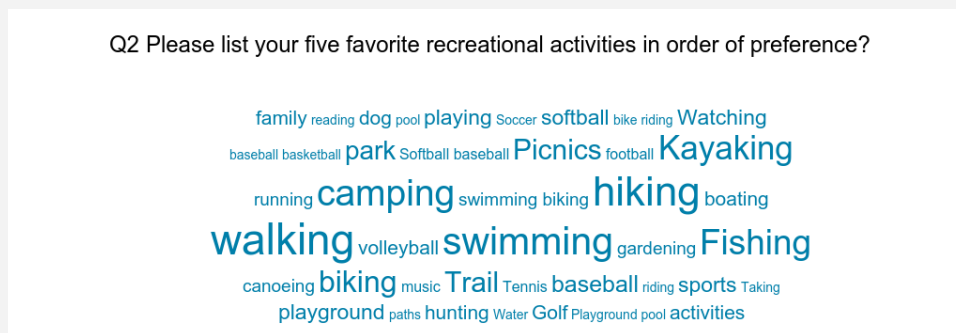 Q2 Please list your five favorite recreational activities in order of preference?
family reading dog pool playing Soccer softball bike riding Watching
baseball basketball park Softball baseball Picnics football Kayaking
running camping swimming biking hiking boating
walking volleyball swimming gardening Fishing
canoeing biking music Trail Tennis baseball riding sports Taking
playground paths hunting Water Golf Playground pool activities